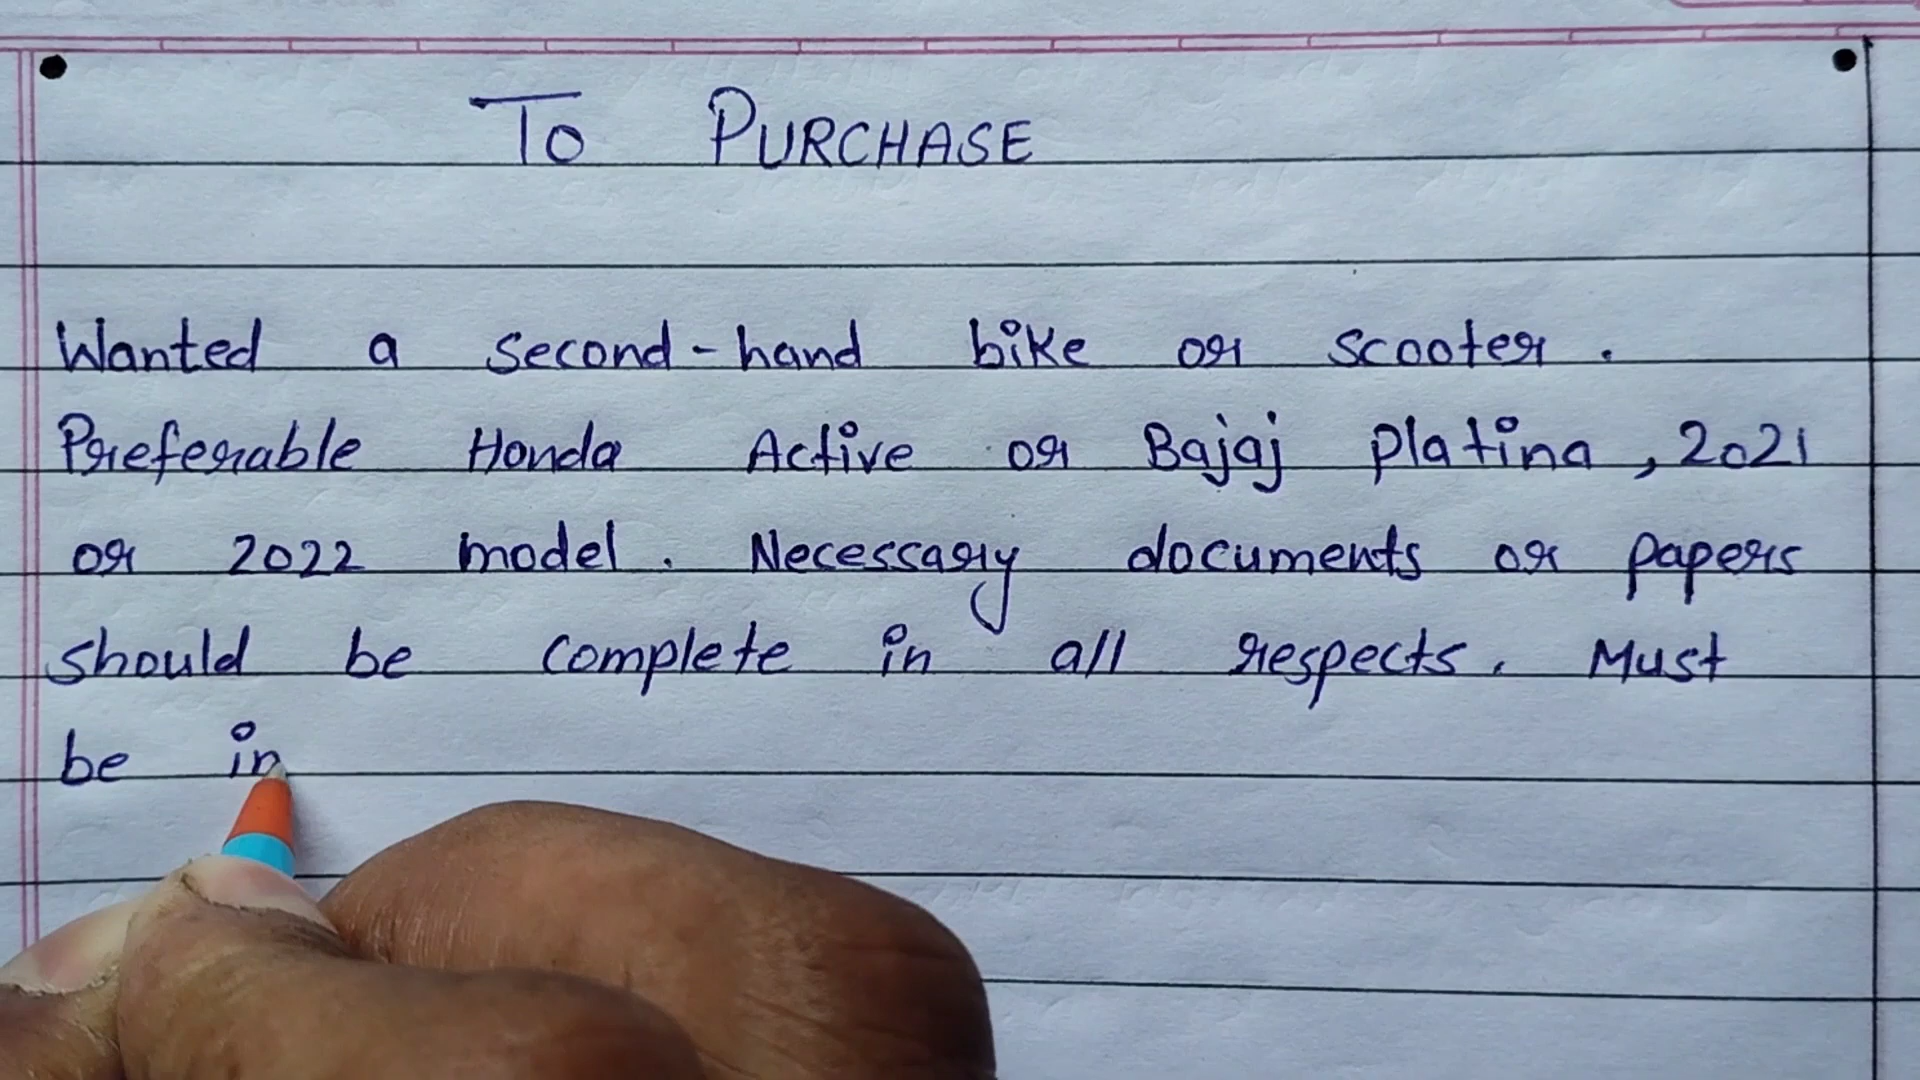 TO PURCHASE
Wanted a second-hand bike or scooter.
Preferable Honda Active or Bajaj Platina, 2021
or 2022 model. Necessary documents or papers
should be complete in all respects. Must
be in